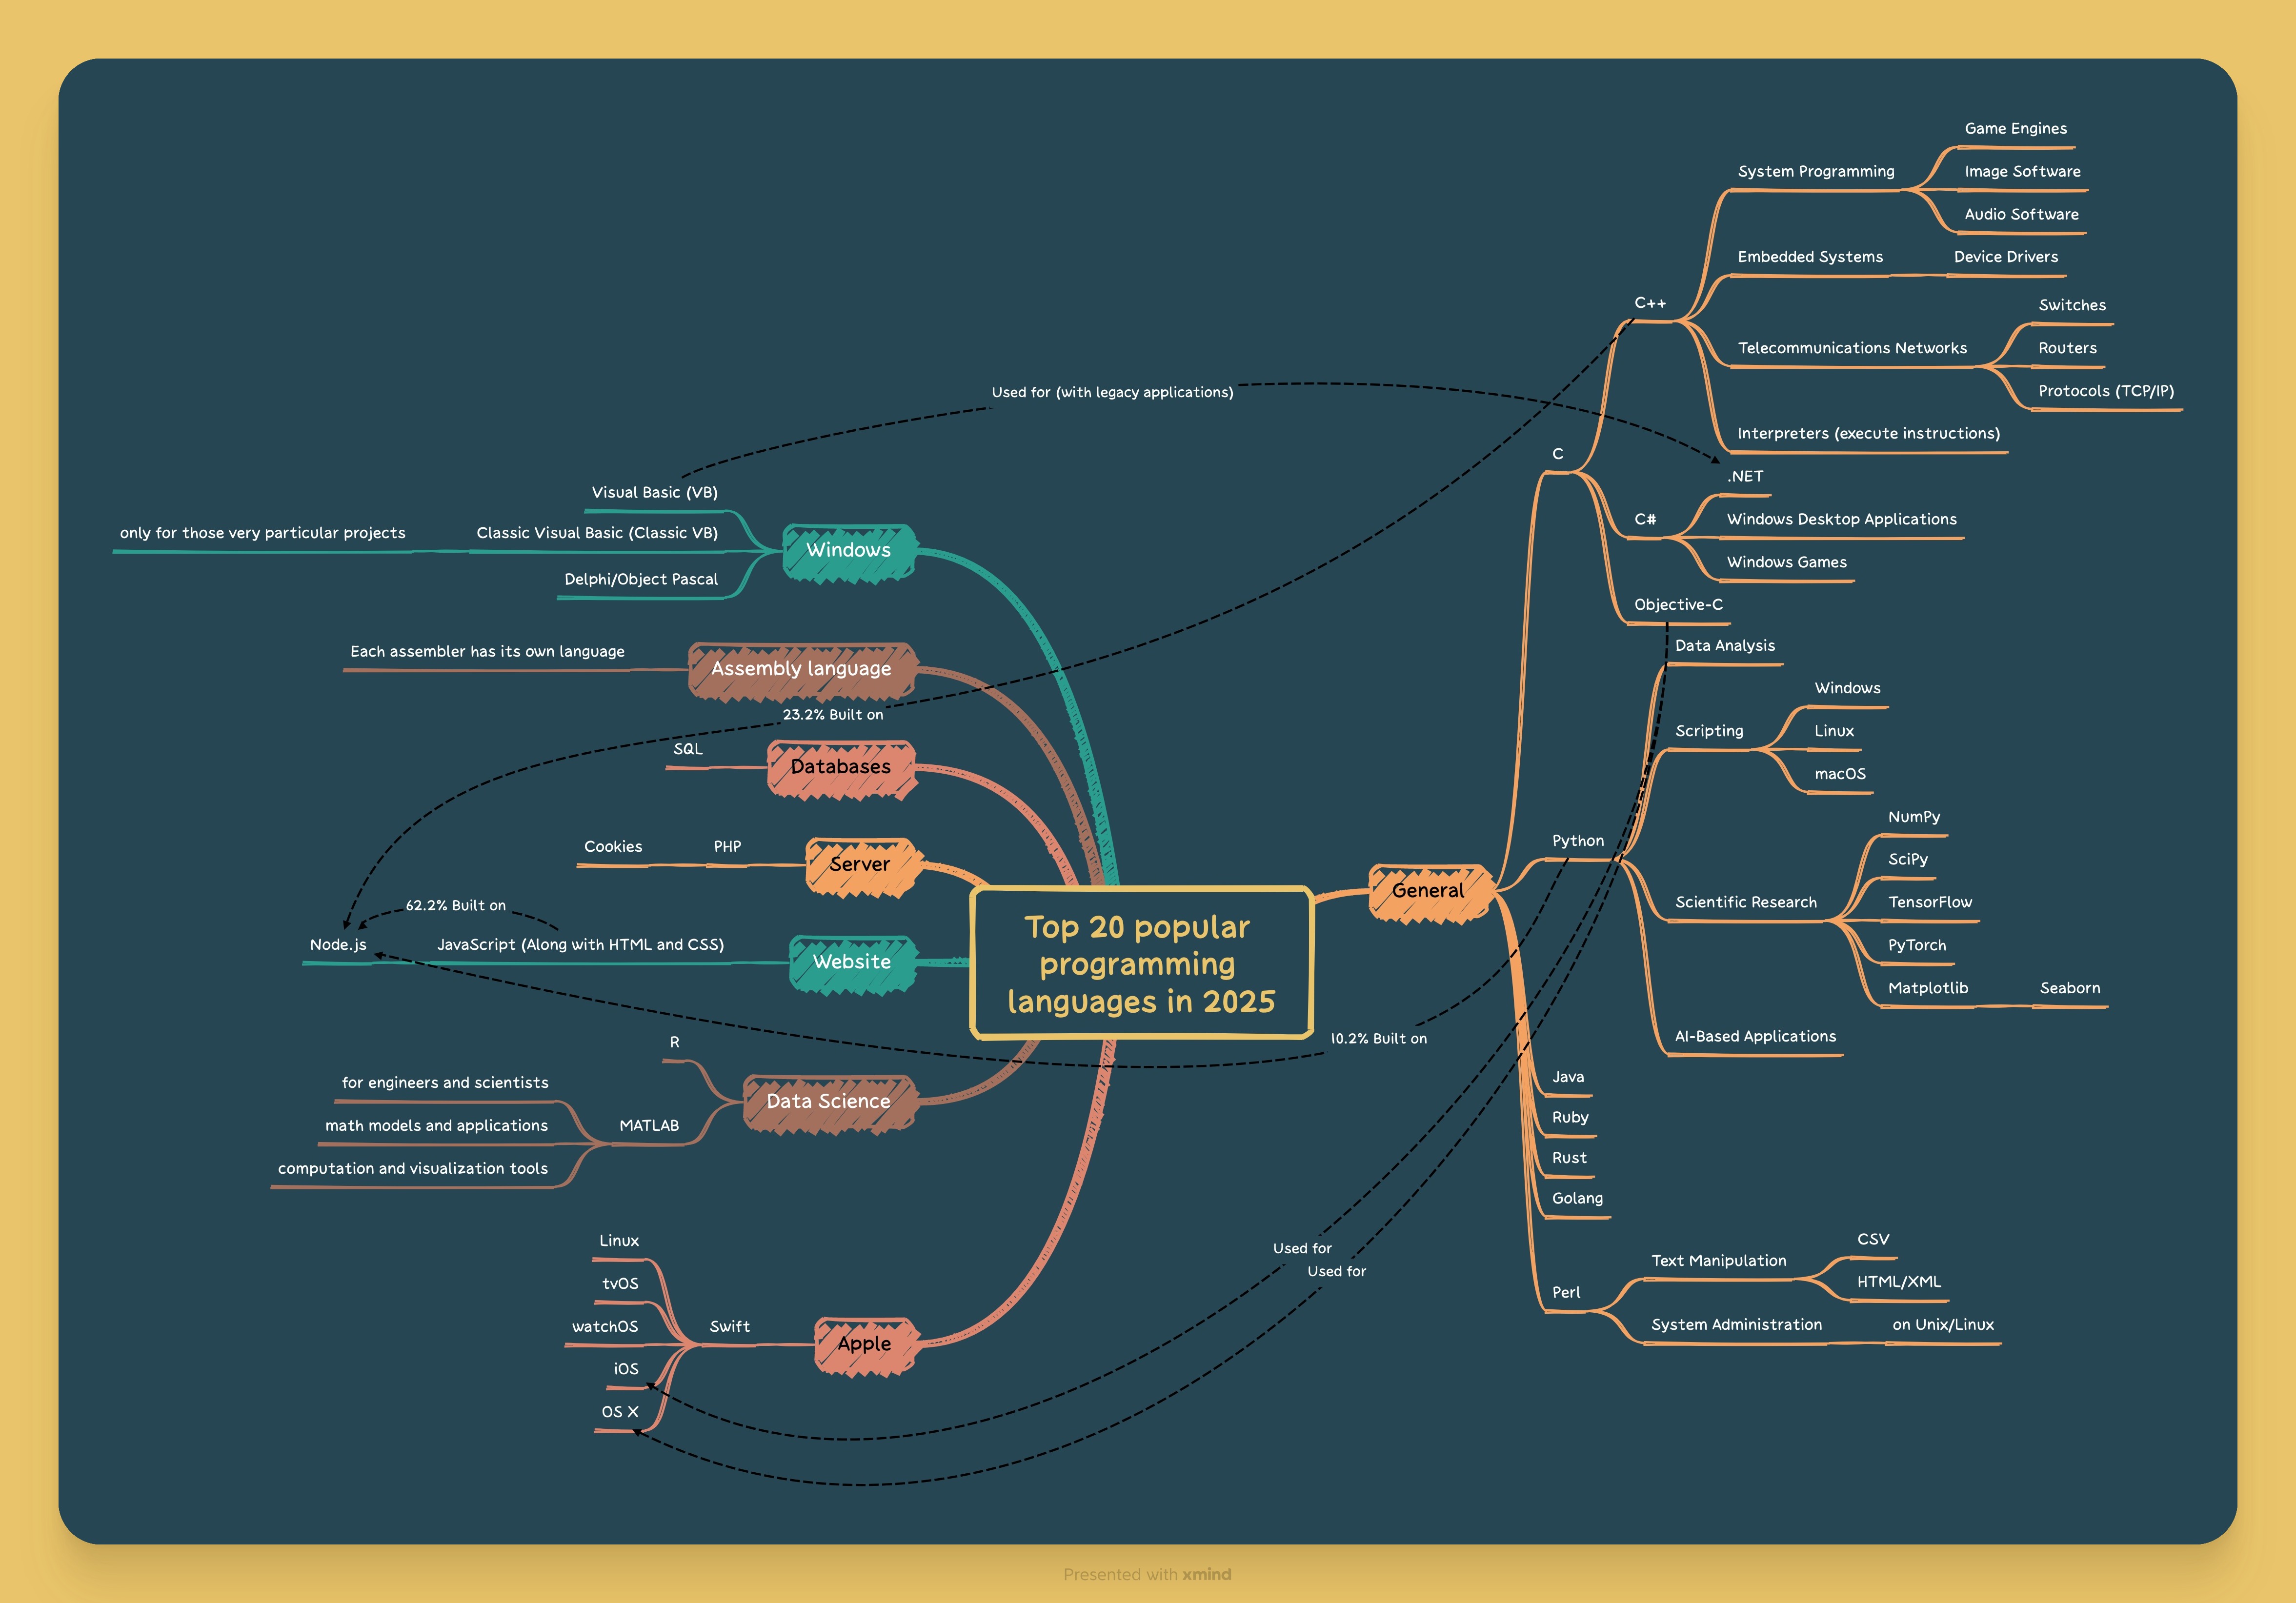 Top 20 popular
programming
languages in 2025
General
C
C++
System Programming
Game Engines
Image Software
Audio Software
Embedded Systems
Device Drivers
Telecommunications Networks
Switches
Routers
Protocols (TCP/IP)
Interpreters (execute instructions)
C#
.NET
Windows Desktop Applications
Windows Games
Objective-C
Python
Data Analysis
Scripting
Windows
Linux
macOS
Scientific Research
NumPy
SciPy
TensorFlow
PyTorch
Matplotlib
Seaborn
AI-Based Applications
Java
Ruby
Rust
Golang
Perl
Text Manipulation
CSV
HTML/XML
System Administration
on Unix/Linux
Windows
Visual Basic (VB)
Classic Visual Basic (Classic VB)
only for those very particular projects
Delphi/Object Pascal
Assembly language
Each assembler has its own language
Databases
SQL
Server
PHP
Cookies
Website
JavaScript (Along with HTML and CSS)
Node.js
Data Science
R
MATLAB
for engineers and scientists
math models and applications
computation and visualization tools
Apple
Swift
Linux
tvOS
watchOS
iOS
OS X
Used for (with legacy applications)
23.2% Built on
62.2% Built on
10.2% Built on
Used for
Used for
Presented with xmind